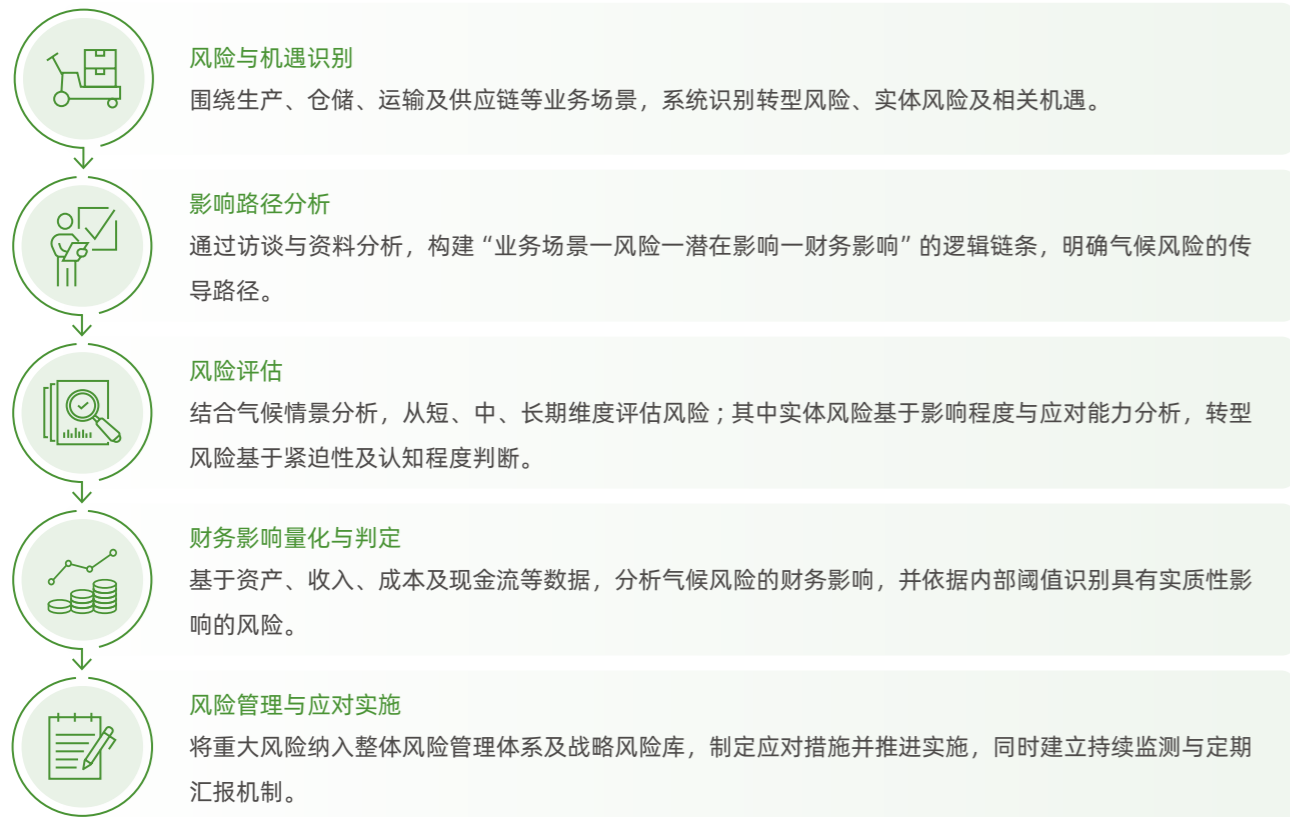 风险与机遇识别
围绕生产、仓储、运输及供应链等业务场景，系统识别转型风险、实体风险及相关机遇。
影响路径分析
通过访谈与资料分析，构建“业务场景—风险—潜在影响—财务影响”的逻辑链条，明确气候风险的传
导路径。
风险评估
结合气候情景分析，从短、中、长期维度评估风险；其中实体风险基于影响程度与应对能力分析，转型
风险基于紧迫性及认知程度判断。
财务影响量化与判定
基于资产、收入、成本及现金流等数据，分析气候风险的财务影响，并依据内部阈值识别具有实质性影
响的风险。
风险管理与应对实施
将重大风险纳入整体风险管理体系及战略风险库，制定应对措施并推进实施，同时建立持续监测与定期
汇报机制。